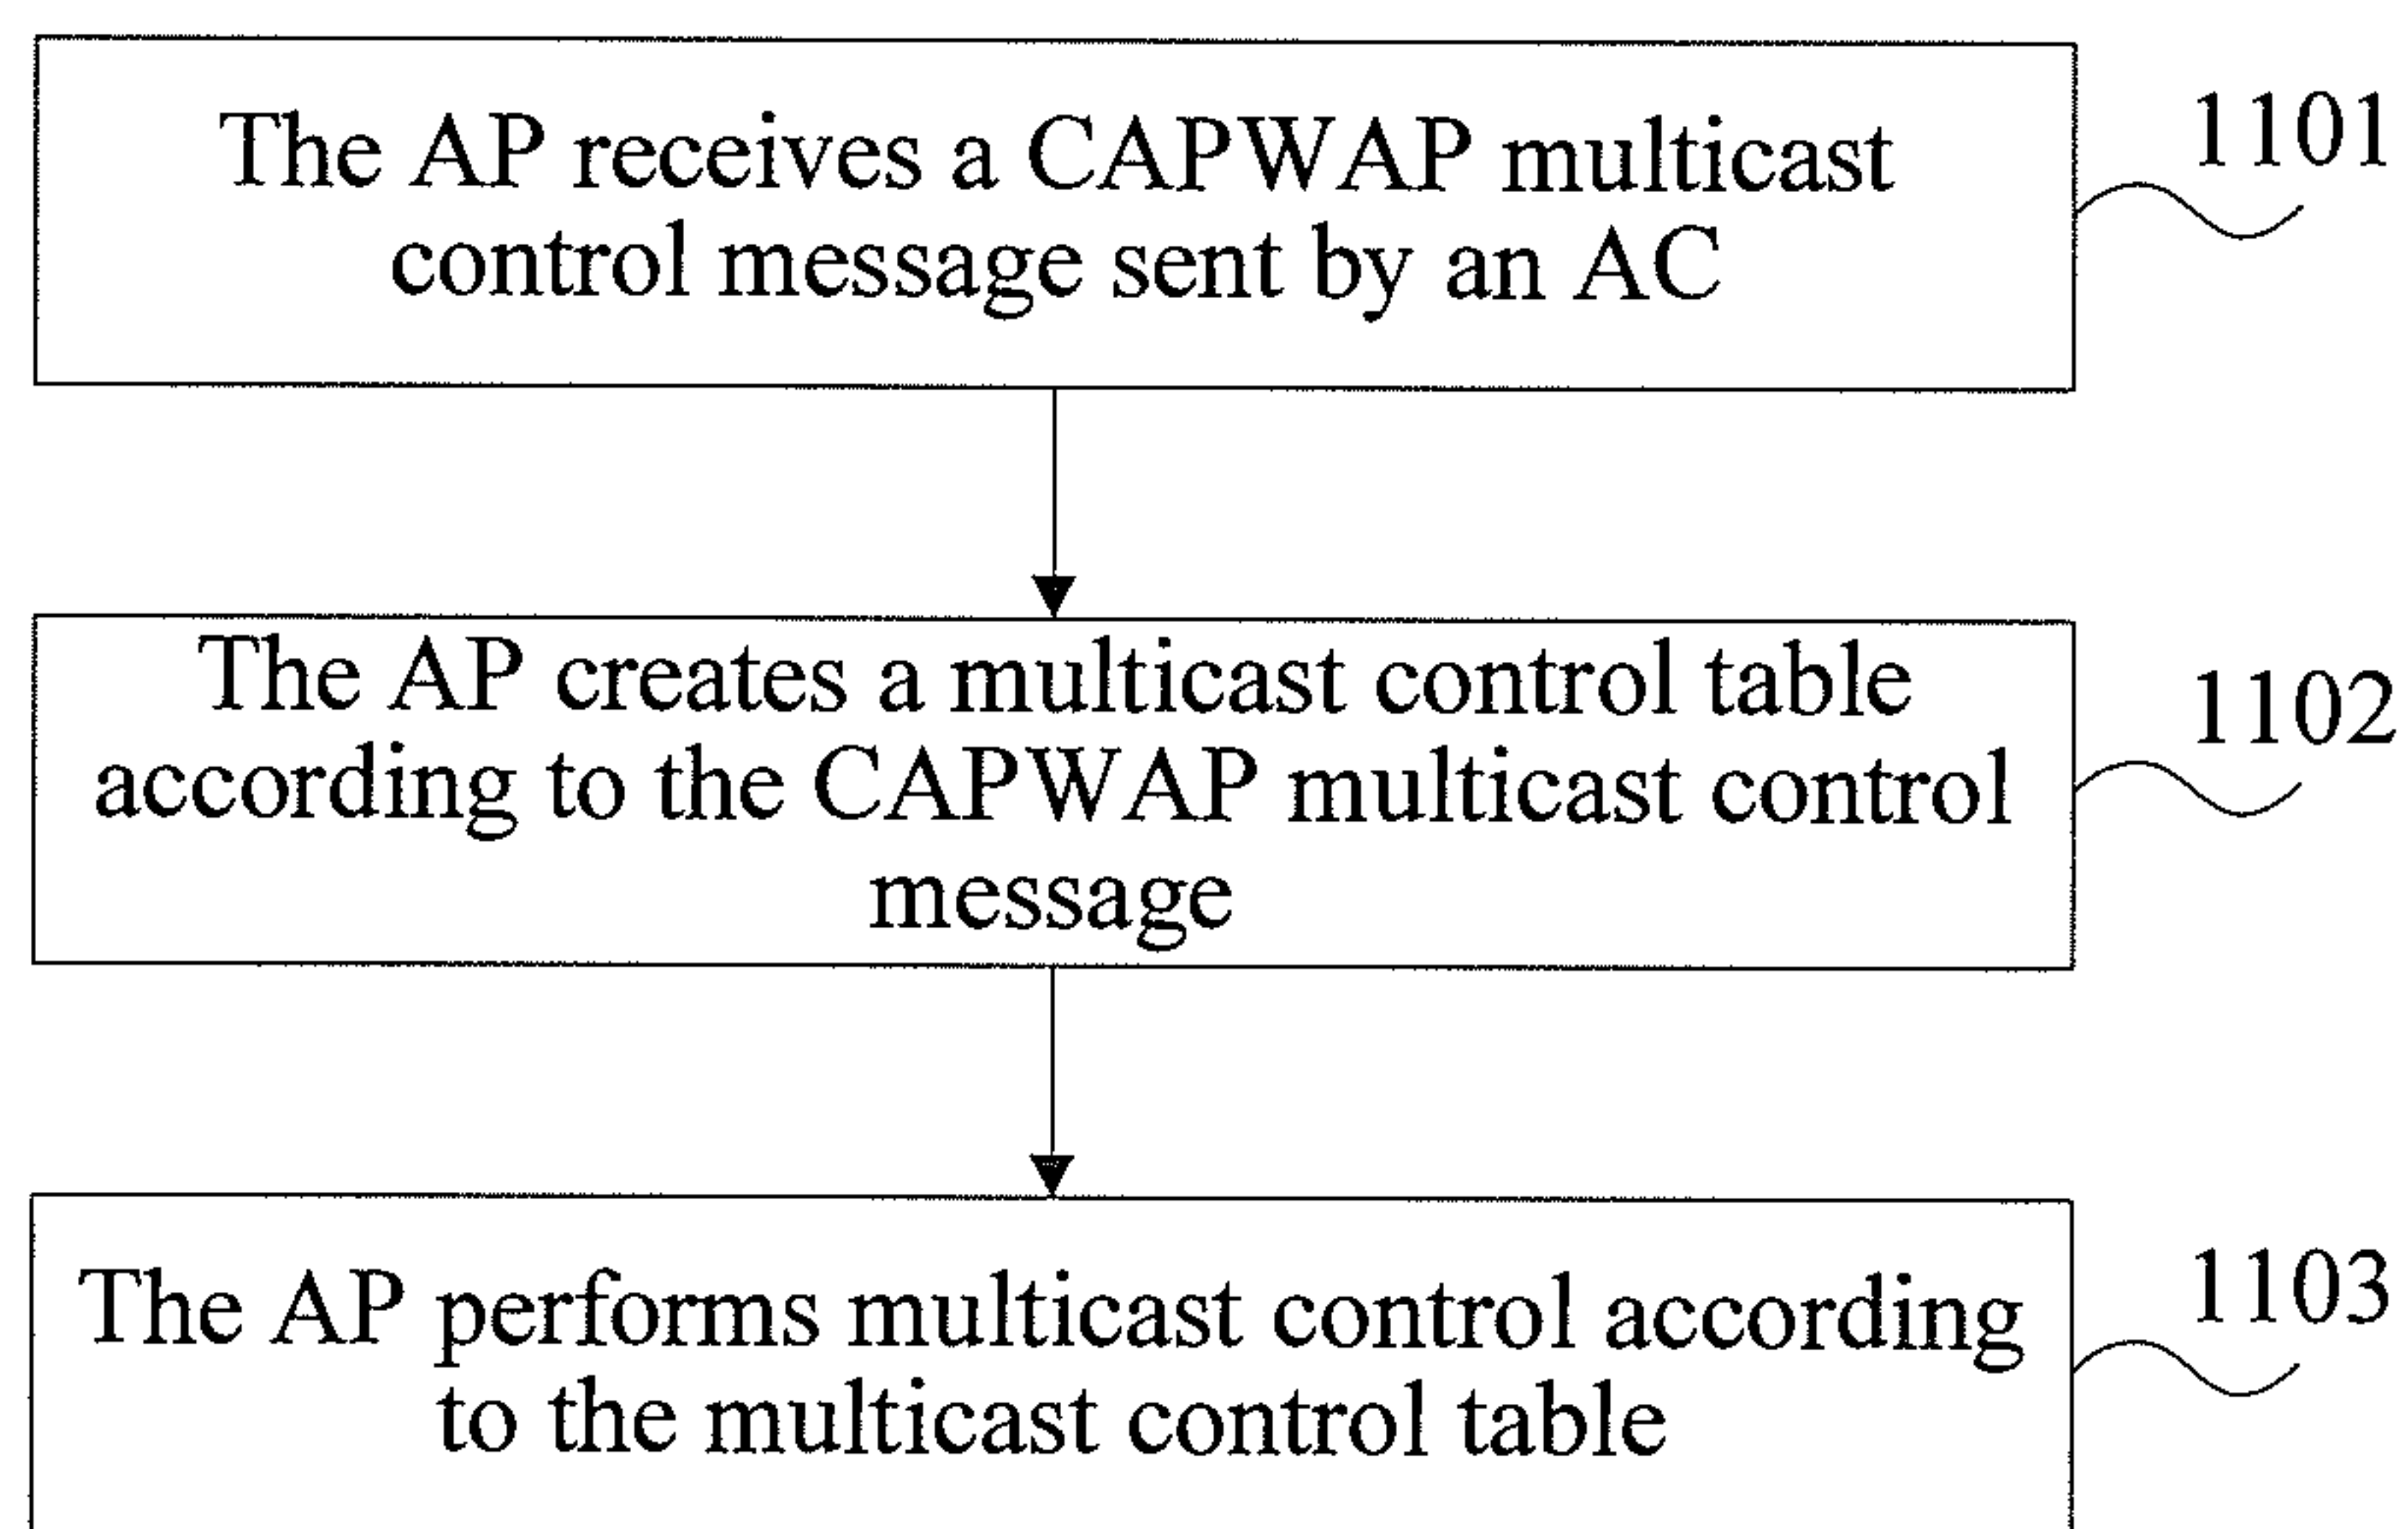 The AP receives a CAPWAP multicast
control message sent by an AC
1101
The AP creates a multicast control table
according to the CAPWAP multicast control
message
1102
The AP performs multicast control according
to the multicast control table
1103